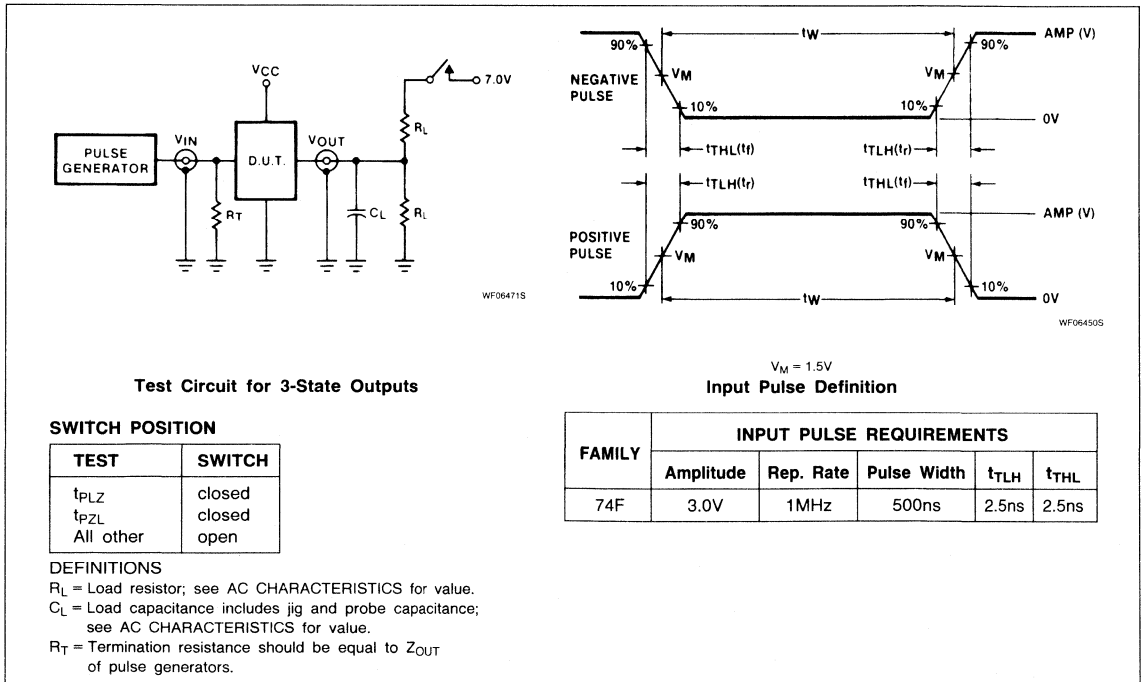 VCC
7.0V
RL
PULSE
GENERATOR
VIN
D.U.T.
VOUT
RT
CL
RL
WF06471S
Test Circuit for 3-State Outputs
tW
AMP (V)
90%
90%
NEGATIVE
PULSE
VM
VM
10%
10%
0V
tTHL(tf)
tTLH(tr)
tTLH(tr)
tTHL(tf)
AMP (V)
90%
90%
POSITIVE
PULSE
VM
VM
10%
10%
tW
0V
WF06450S
VM = 1.5V
Input Pulse Definition
SWITCH POSITION
TEST SWITCH
tPLZ closed
tPZL closed
All other open
FAMILY INPUT PULSE REQUIREMENTS
Amplitude Rep. Rate Pulse Width tTLH tTHL
74F 3.0V 1MHz 500ns 2.5ns 2.5ns
DEFINITIONS
RL = Load resistor; see AC CHARACTERISTICS for value.
CL = Load capacitance includes jig and probe capacitance;
see AC CHARACTERISTICS for value.
RT = Termination resistance should be equal to ZOUT
of pulse generators.